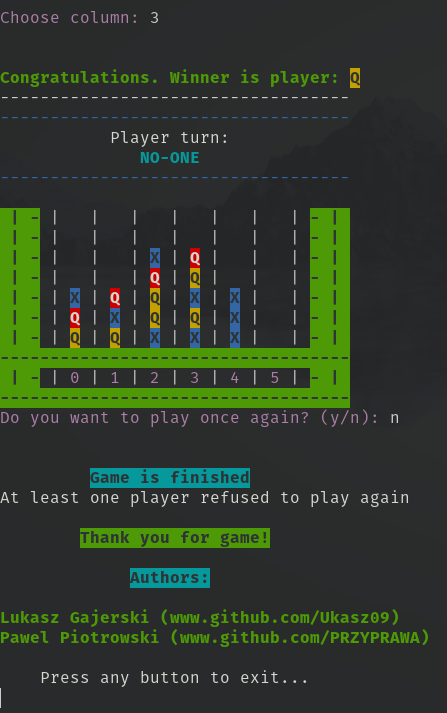 Choose column: 3
Congratulations. Winner is player: Q
-----------------------------------
-----------------------------------
Player turn:
NO-ONE
-----------------------------------
| - |   |   |   |   |   |   | - |
| - |   |   |   |   |   |   | - |
| - |   |   | X | Q |   |   | - |
| - |   |   | Q | Q |   |   | - |
| - | X | Q | Q | X | X |   | - |
| - | Q | X | Q | Q | X |   | - |
| - | Q | Q | X | X | X |   | - |
-----------------------------------
| - | 0 | 1 | 2 | 3 | 4 | 5 | - |
-----------------------------------
Do you want to play once again? (y/n): n
Game is finished
At least one player refused to play again
Thank you for game!
Authors:
Lukasz Gajerski (www.github.com/Ukasz09)
Pawel Piotrowski (www.github.com/PRZYPRAWA)
Press any button to exit...